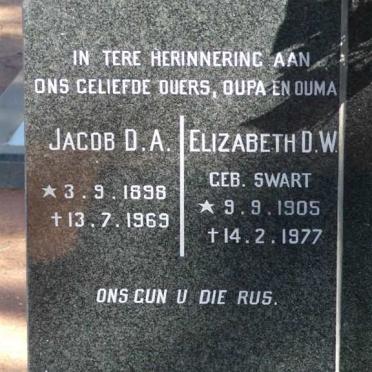 IN TERE HERINNERING AAN
ONS GELIEFDE OUERS, OUPA EN OUMA
JACOB D.A.
★ 3.9.1898
† 13.7.1969
ELIZABETH D.W.
GEB. SWART
★ 9.9.1905
† 14.2.1977
ONS GUN U DIE RUS.